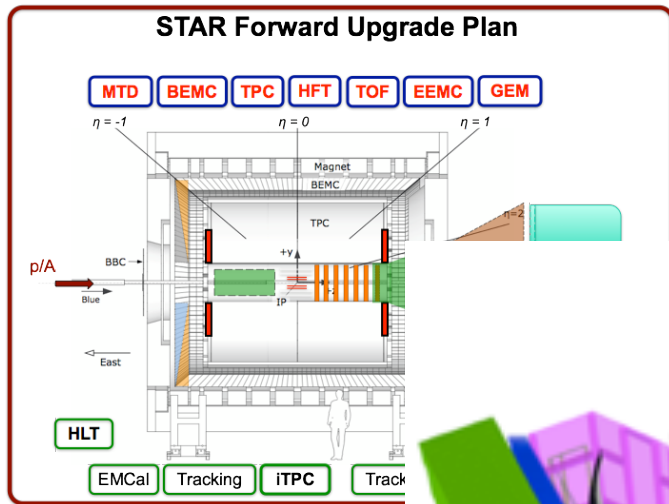 STAR Forward Upgrade Plan
MTD BEMC TPC HFT TOF EEMC GEM
η = -1 η = 0 η = 1
Magnet
BEMC
η=2
TPC
+y
BBC
p/A
Blue
IP
East
HLT
EMCal Tracking iTPC Track